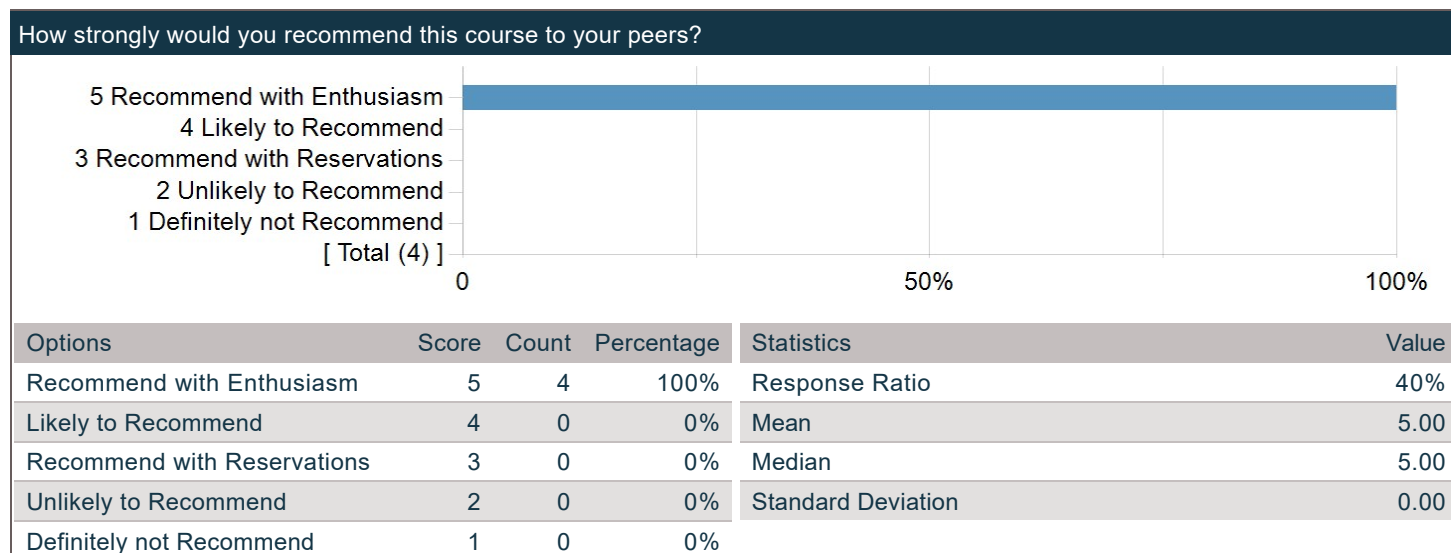 How strongly would you recommend this course to your peers?
5 Recommend with Enthusiasm
4 Likely to Recommend
3 Recommend with Reservations
2 Unlikely to Recommend
1 Definitely not Recommend
[ Total (4) ]
0 50% 100%
Options Score Count Percentage
Recommend with Enthusiasm 5 4 100%
Likely to Recommend 4 0 0%
Recommend with Reservations 3 0 0%
Unlikely to Recommend 2 0 0%
Definitely not Recommend 1 0 0%
Statistics Value
Response Ratio 40%
Mean 5.00
Median 5.00
Standard Deviation 0.00